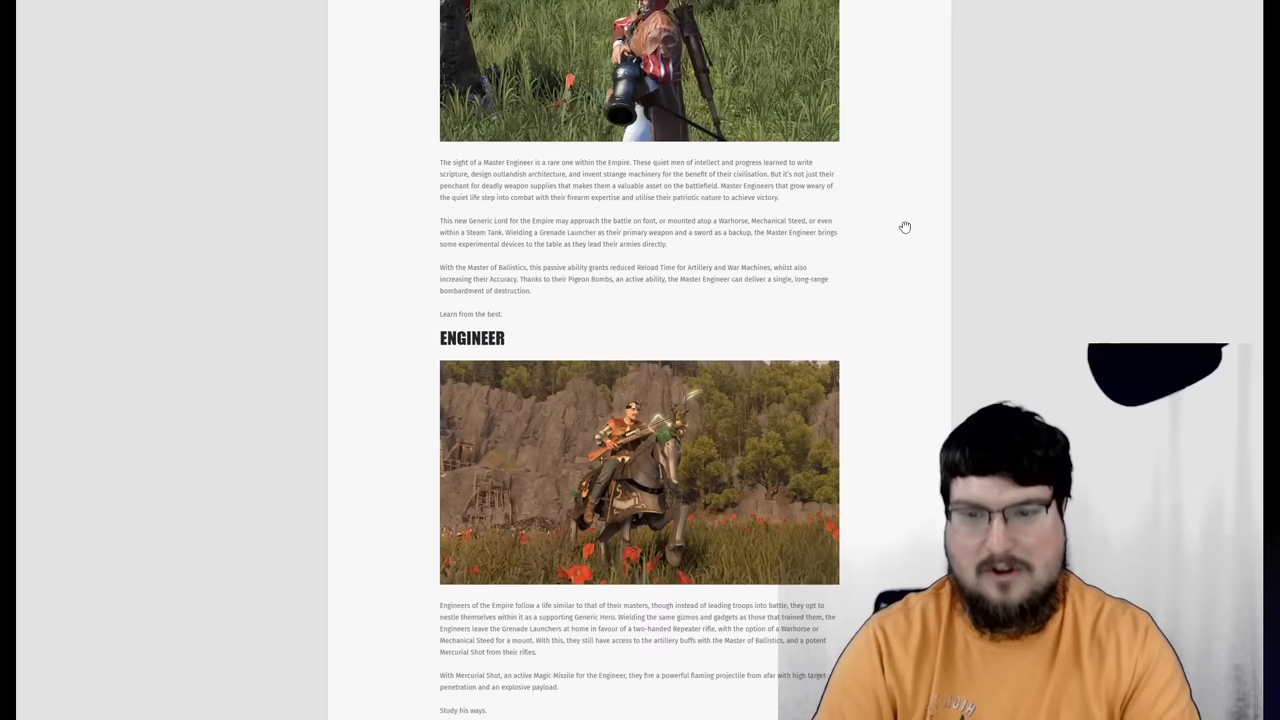 The sight of a Master Engineer is a rare one within the Empire. These quiet men of intellect and progress learned to write
scripture, design outlandish architecture, and invent strange machinery for the benefit of their civilisation. But it's not just their
penchant for deadly weapon supplies that makes them a valuable asset on the battlefield. Master Engineers that grow weary of
the quiet life step into combat with their firearm expertise and utilise their patriotic nature to achieve victory.
This new Generic Lord for the Empire may approach the battle on foot, or mounted atop a Warhorse, Mechanical Steed, or even
within a Steam Tank. Wielding a Grenade Launcher as their primary weapon and a sword as a backup, the Master Engineer brings
some experimental devices to the table as they lead their armies directly.
With the Master of Ballistics, this passive ability grants reduced Reload Time for Artillery and War Machines, whilst also
increasing their Accuracy. Thanks to their Pigeon Bombs, an active ability, the Master Engineer can deliver a single, long-range
bombardment of destruction.
Learn from the best.
ENGINEER
Engineers of the Empire follow a life similar to that of their masters, though instead of leading troops into battle, they opt to
nestle themselves within it as a supporting Generic Hero. Wielding the same gizmos and gadgets as those that trained them, the
Engineers leave the Grenade Launchers at home in favour of a two-handed Repeater rifle, with the option of a Warhorse or
Mechanical Steed for a mount. With this, they still have access to the artillery buffs with the Master of Ballistics, and a potent
Mercurial Shot from their rifles.
With Mercurial Shot, an active Magic Missile for the Engineer, they fire a powerful flaming projectile from afar with high target
penetration and an explosive payload.
Study his ways.